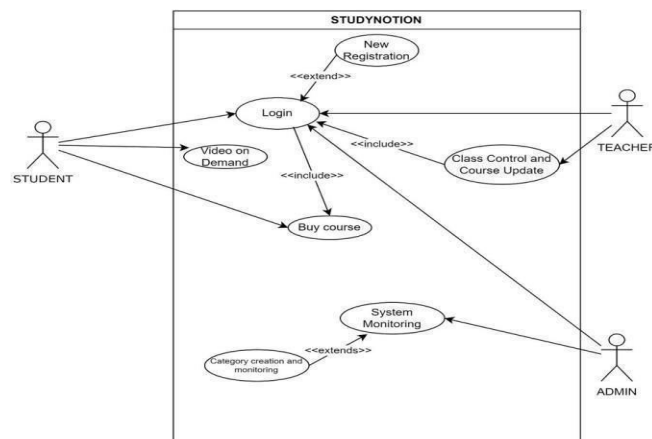 STUDYNOTION
New
Registration
<<extend>>
Login
Video on
Demand
<<include>>
<<include>>
Class Control and
Course Update
STUDENT
TEACHER
Buy course
System
Monitoring
<<extends>>
Category creation and
monitoring
ADMIN